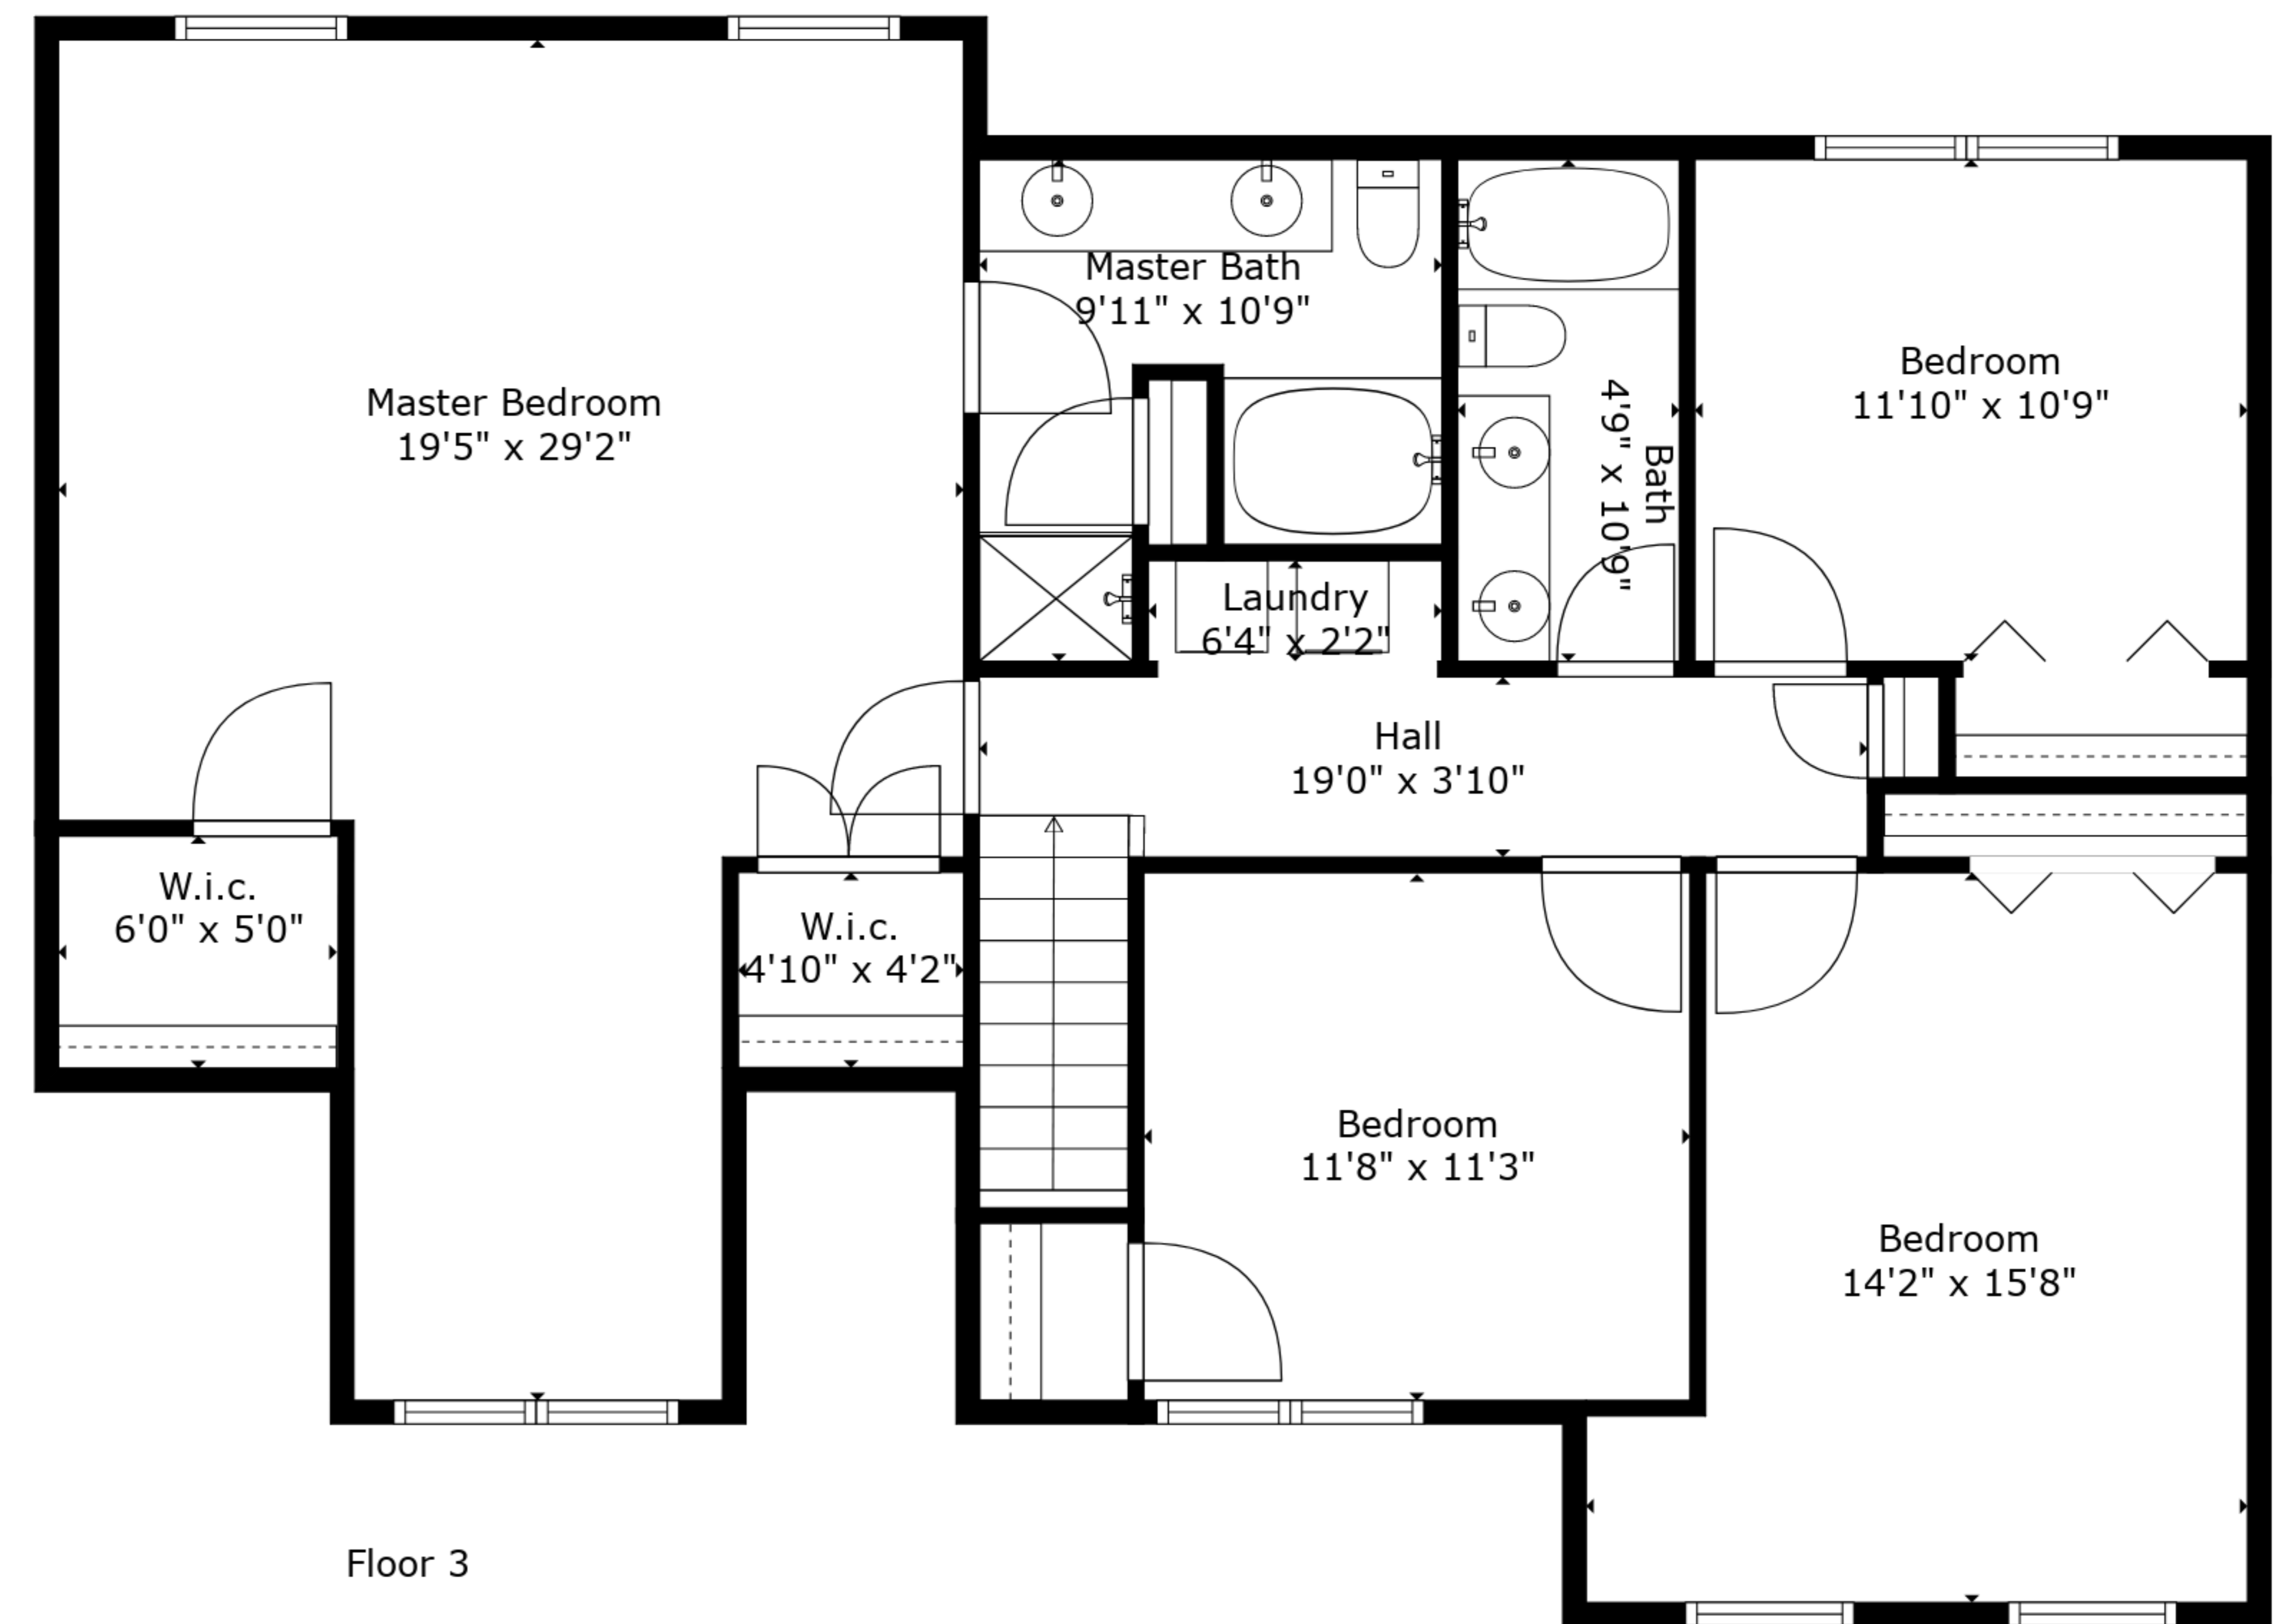 Master Bedroom
19'5" x 29'2"
Master Bath
9'11" x 10'9"
Bath
4'9" x 10'9"
Bedroom
11'10" x 10'9"
Laundry
6'4" x 2'2"
Hall
19'0" x 3'10"
W.i.c.
6'0" x 5'0"
W.i.c.
4'10" x 4'2"
Bedroom
11'8" x 11'3"
Bedroom
14'2" x 15'8"
Floor 3